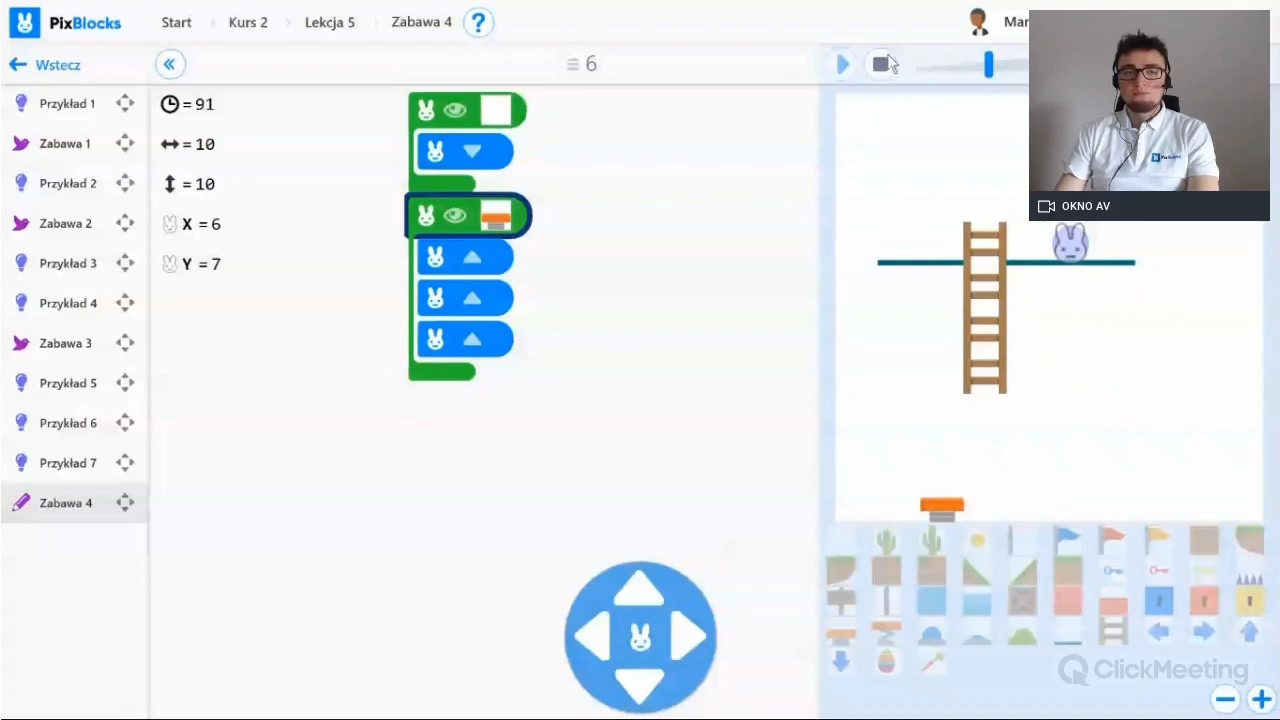 PixBlocks
Start
Kurs 2
Lekcja 5
Zabawa 4
?
Mar
Wstecz
6
Przykład 1
Zabawa 1
Przykład 2
Zabawa 2
Przykład 3
Przykład 4
Zabawa 3
Przykład 5
Przykład 6
Przykład 7
Zabawa 4
= 91
= 10
= 10
X = 6
Y = 7
PixBlocks
OKNO AV
ClickMeeting